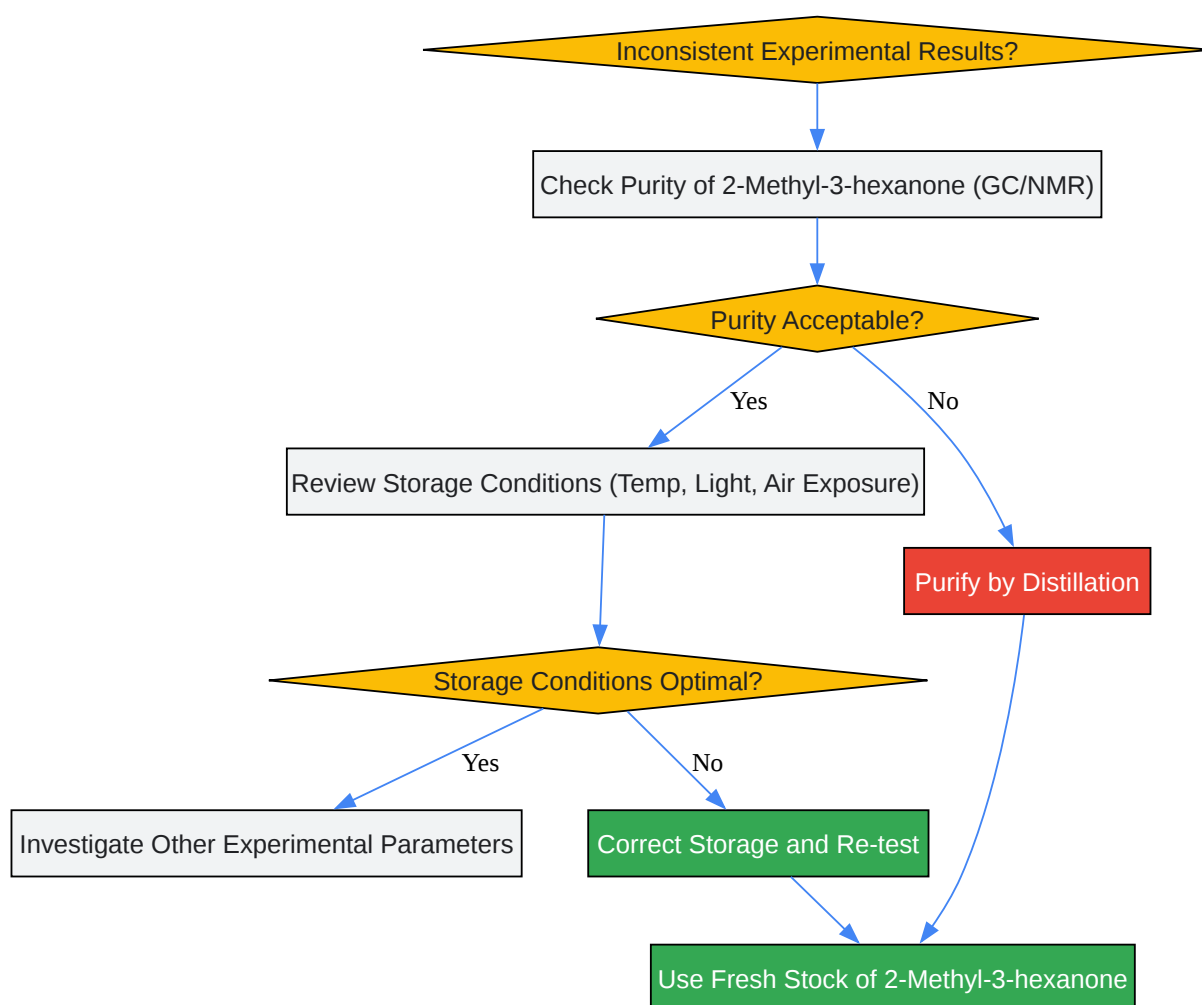 Inconsistent Experimental Results?
Check Purity of 2-Methyl-3-hexanone (GC/NMR)
Purity Acceptable?
Yes
No
Review Storage Conditions (Temp, Light, Air Exposure)
Purify by Distillation
Storage Conditions Optimal?
Yes
No
Investigate Other Experimental Parameters
Correct Storage and Re-test
Use Fresh Stock of 2-Methyl-3-hexanone